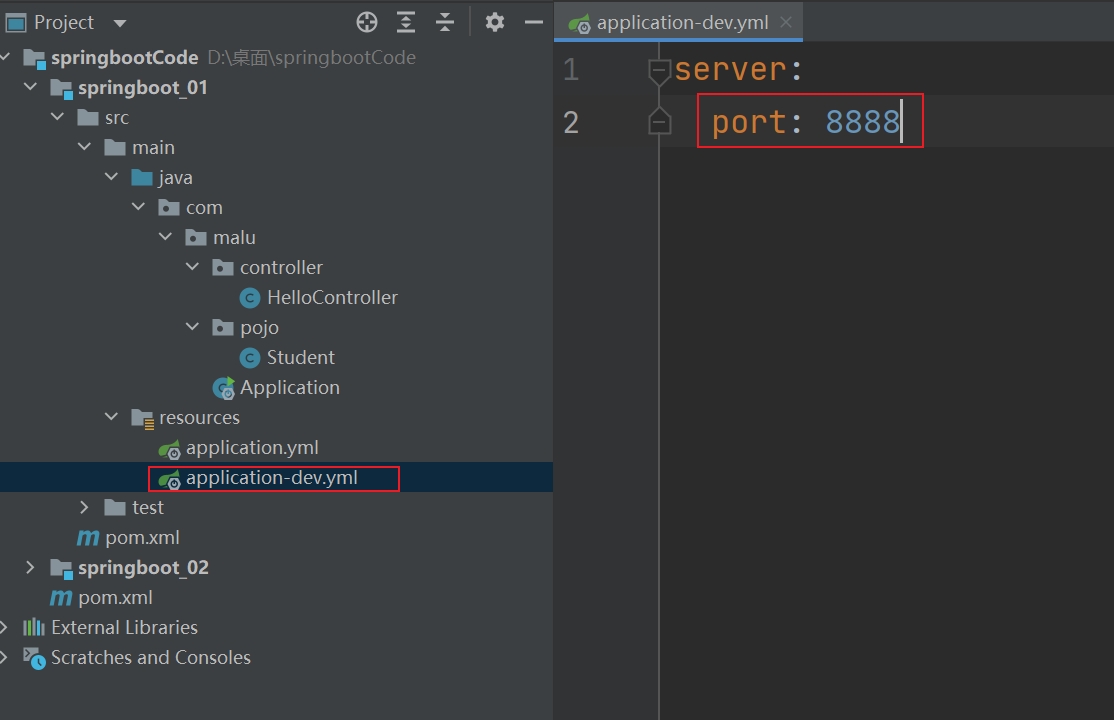 Project
springbootCode D:\桌面\springbootCode
springboot_01
src
main
java
com
malu
controller
HelloController
pojo
Student
Application
resources
application.yml
application-dev.yml
test
pom.xml
springboot_02
pom.xml
External Libraries
Scratches and Consoles
application-dev.yml
1 server:
2 port: 8888